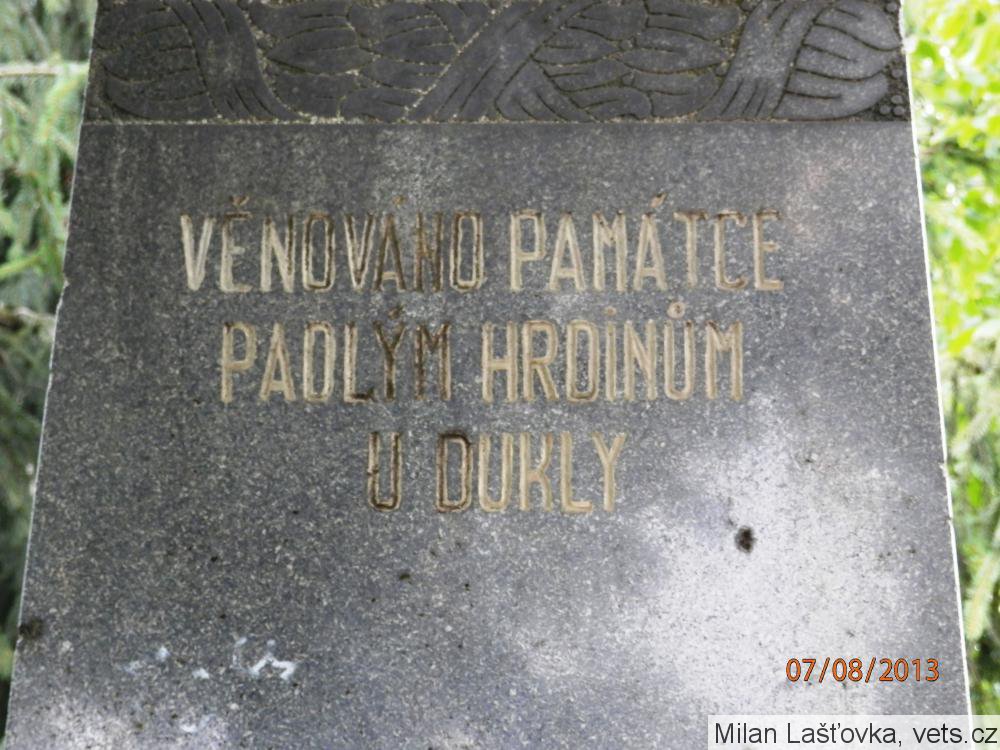 VĚNOVÁNO PAMÁTCE
PADLÝM HRDINŮM
U DUKLY
07/08/2013
Milan Lašťovka, vets.cz